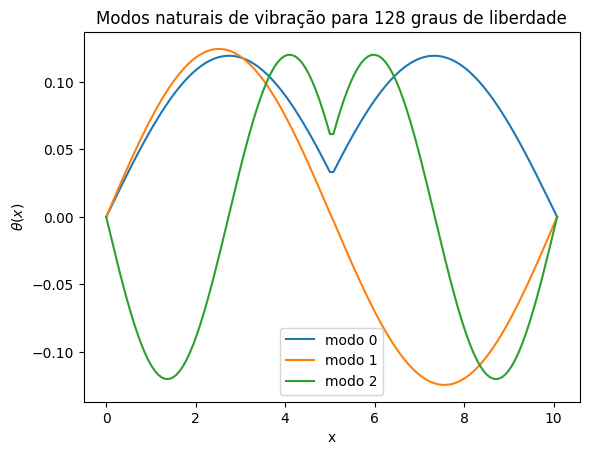 Modos naturais de vibração para 128 graus de liberdade
0.10
0.05
0.00
−0.05
−0.10
θ(x)
modo 0
modo 1
modo 2
0 2 4 6 8 10
x